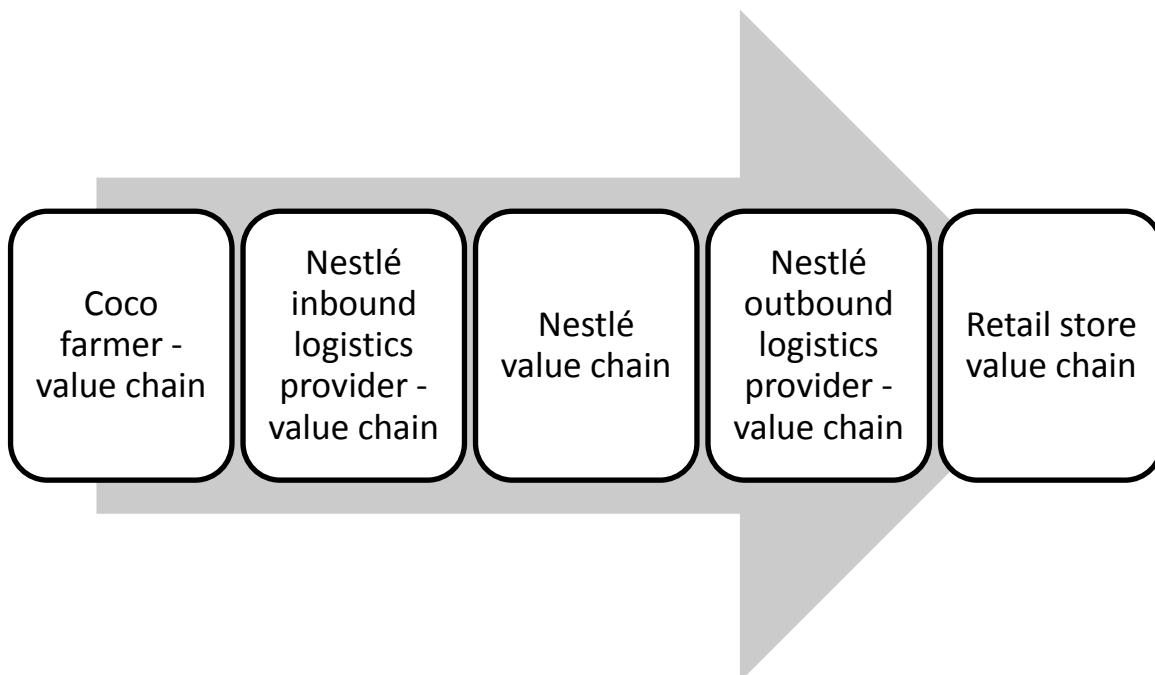 Coco
farmer -
value chain
Nestlé
inbound
logistics
provider -
value chain
Nestlé
value chain
Nestlé
outbound
logistics
provider -
value chain
Retail store
value chain